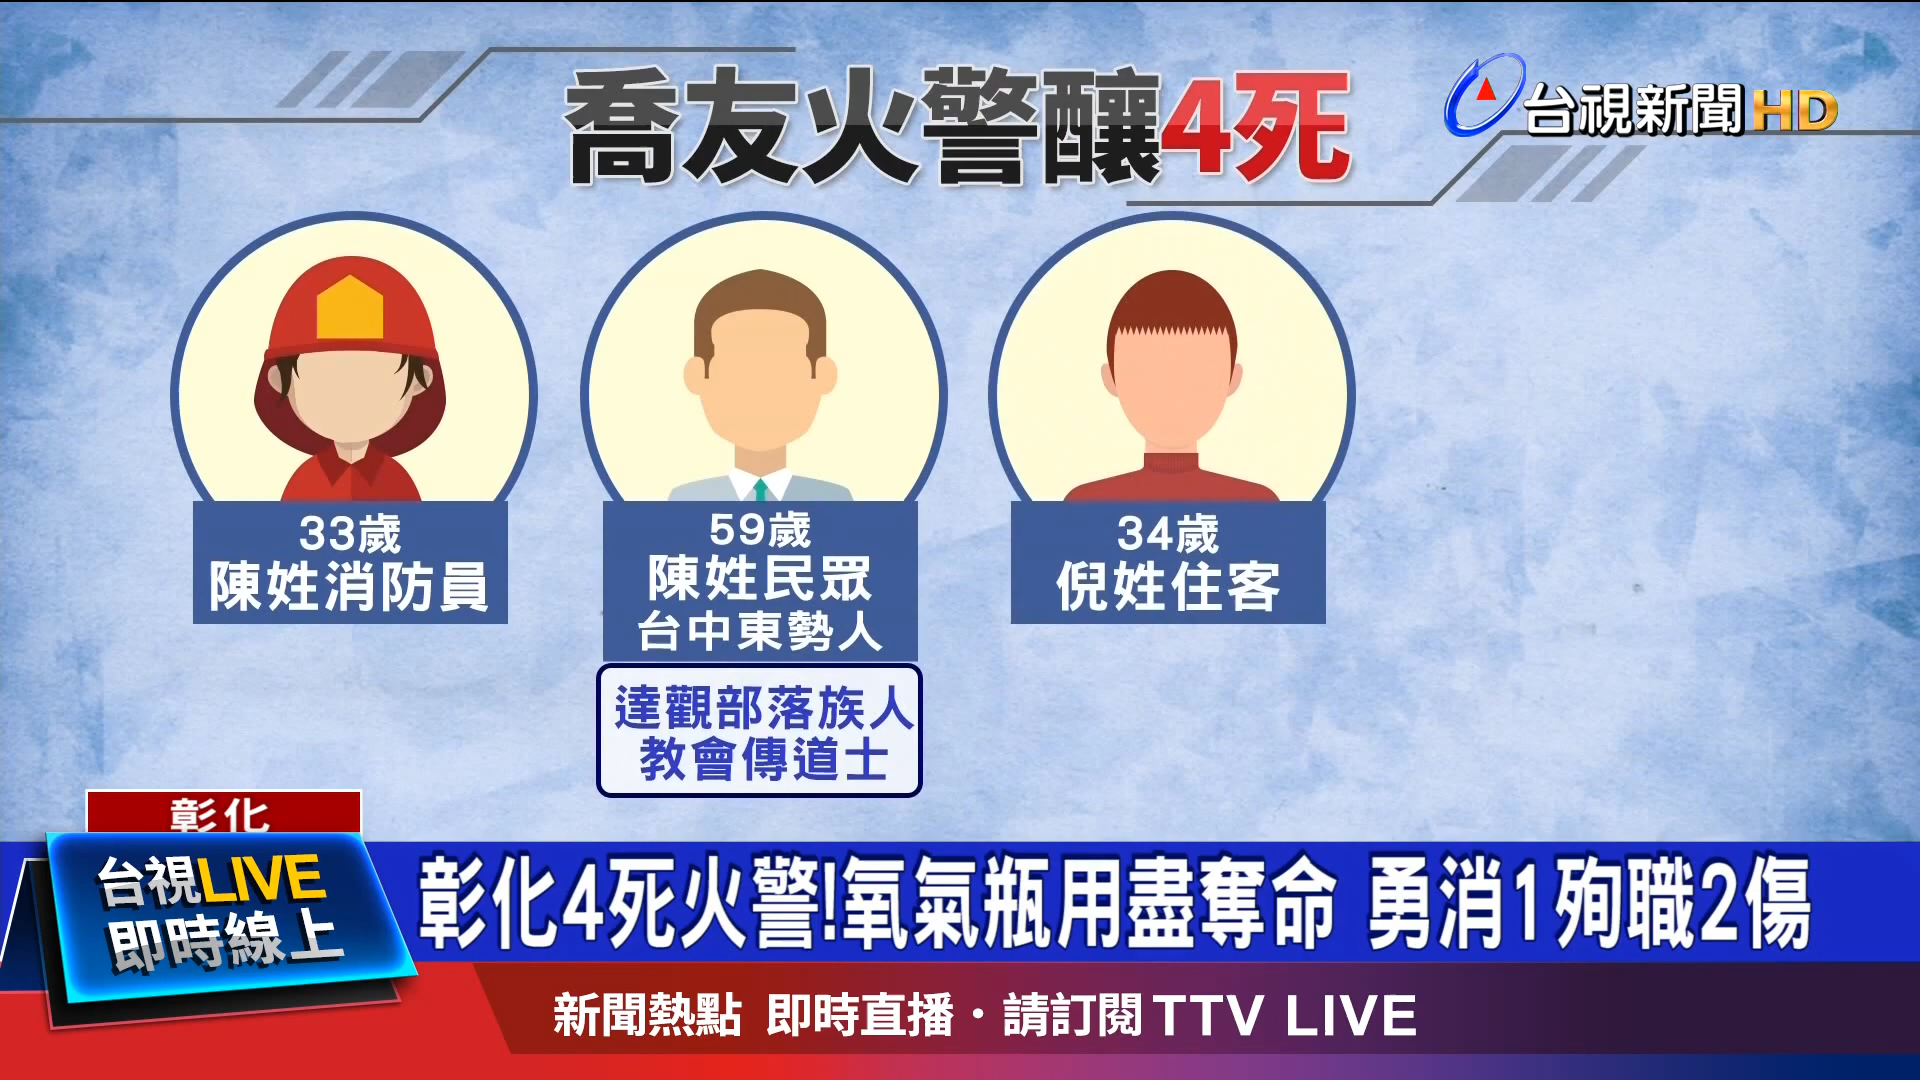 喬友火警釀4死
台視新聞HD
33歲
陳姓消防員
59歲
陳姓民眾
台中東勢人
達觀部落族人
教會傳道士
34歲
倪姓住客
彰化
台視LIVE
即時線上
彰化4死火警!氧氣瓶用盡奪命 勇消1殉職2傷
新聞熱點 即時直播·請訂閱TTV LIVE